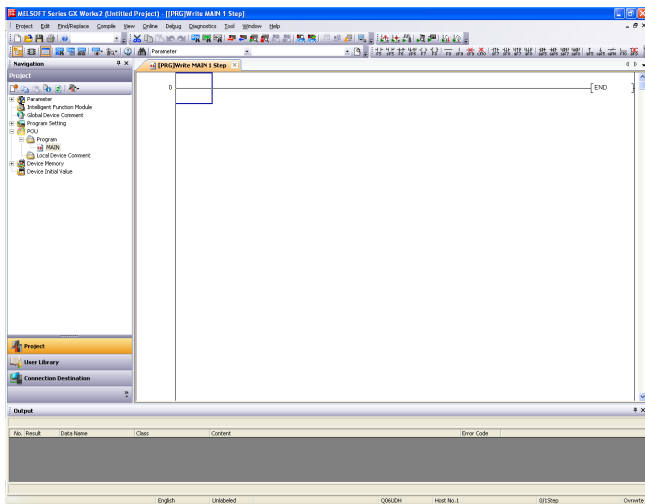 MELSOFT Series GX Works2 (Untitled Project) - [[PRG]Write MAIN 1 Step]
Project Edit Find/Replace Compile View Online Debug Diagnostics Tool Window Help
Parameter
Navigation
[PRG]Write MAIN 1 Step
Project
0
END
Parameter
Intelligent Function Module
Global Device Comment
Program Setting
POU
Program
MAIN
Local Device Comment
Device Memory
Device Initial Value
Project
User Library
Connection Destination
Output
No. Result Data Name Class Content Error Code
English Unlabeled Q06UDH Host No.1 0/1Step Ovrwrte